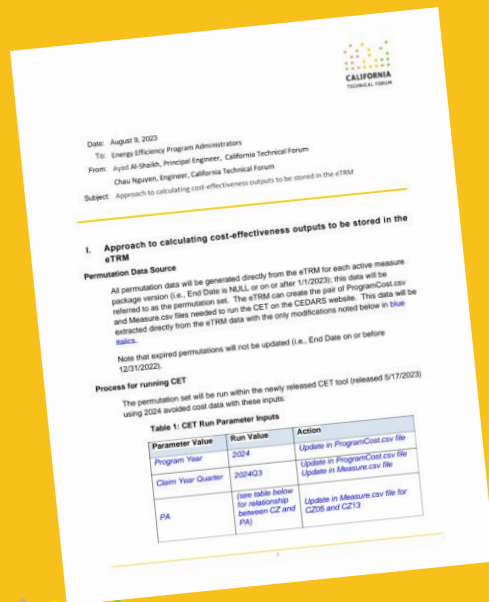 CALIFORNIA
TECHNICAL FORUM
Date: August 9, 2023
To: Energy Efficiency Program Administrators
From: Ayad Al-Shaikh, Principal Engineer, California Technical Forum
Chau Nguyen, Engineer, California Technical Forum
Subject: Approach to calculating cost-effectiveness outputs to be stored in the eTRM
I. Approach to calculating cost-effectiveness outputs to be stored in the
eTRM
Permutation Data Source
All permutation data will be generated directly from the eTRM for each active measure
package version (i.e., End Date is NULL or on or after 1/1/2023); this data will be
referred to as the permutation set. The eTRM can create the pair of ProgramCost.csv
and Measure.csv files needed to run the CET on the CEDARS website. This data will be
extracted directly from the eTRM data with the only modifications noted below in blue
italics.
Note that expired permutations will not be updated (i.e., End Date on or before
12/31/2022).
Process for running CET
The permutation set will be run within the newly released CET tool (released 5/17/2023)
using 2024 avoided cost data with these inputs:
Table 1: CET Run Parameter Inputs
Parameter Value Run Value Action
Program Year 2024 Update in ProgramCost.csv file
Claim Year Quarter 2024Q3 Update in ProgramCost.csv file
Update in Measure.csv file
PA (see table below
for relationship
between CZ and
PA) Update in Measure.csv file for
CZ05 and CZ13
1